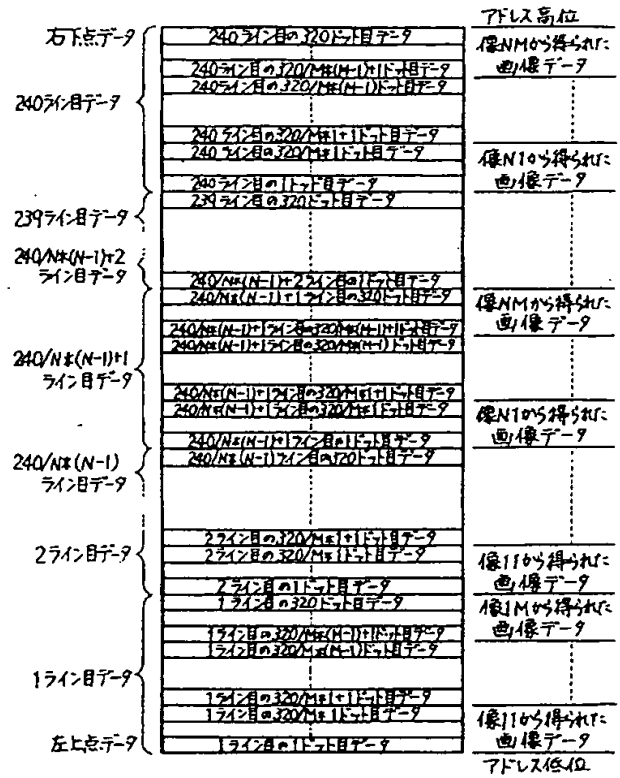 アドレス高位
右下点データ
240ライン目の320ドット目データ
像NMから得られた
画像データ
240ライン目の320/M*(M-1)+1ドット目データ
240ライン目の320/M*(M-1)ドット目データ
240ライン目データ
240ライン目の320/M*1+1ドット目データ
240ライン目の320/M*1ドット目データ
像N1から得られた
画像データ
240ライン目の1ドット目データ
239ライン目の320ドット目データ
239ライン目データ
240/N*(N-1)+2
ライン目データ
240/N*(N-1)+2ライン目の1ドット目データ
240/N*(N-1)+1ライン目の320ドット目データ
像NMから得られた
画像データ
240/N*(N-1)+1ライン目の320/M*(M-1)+1ドット目データ
240/N*(N-1)+1ライン目の320/M*(M-1)ドット目データ
240/N*(N-1)+1
ライン目データ
240/N*(N-1)+1ライン目の320/M*1+1ドット目データ
240/N*(N-1)+1ライン目の320/M*1ドット目データ
像N1から得られた
画像データ
240/N*(N-1)+1ライン目の1ドット目データ
240/N*(N-1)ライン目の320ドット目データ
240/N*(N-1)
ライン目データ
2ライン目の320/M*1+1ドット目データ
2ライン目の320/M*1ドット目データ
2ライン目データ
像11から得られた
画像データ
2ライン目の1ドット目データ
1ライン目の320ドット目データ
像1Mから得られた
画像データ
1ライン目の320/M*(M-1)+1ドット目データ
1ライン目の320/M*(M-1)ドット目データ
1ライン目データ
1ライン目の320/M*1+1ドット目データ
1ライン目の320/M*1ドット目データ
像11から得られた
画像データ
左上点データ
1ライン目の1ドット目データ
アドレス低位